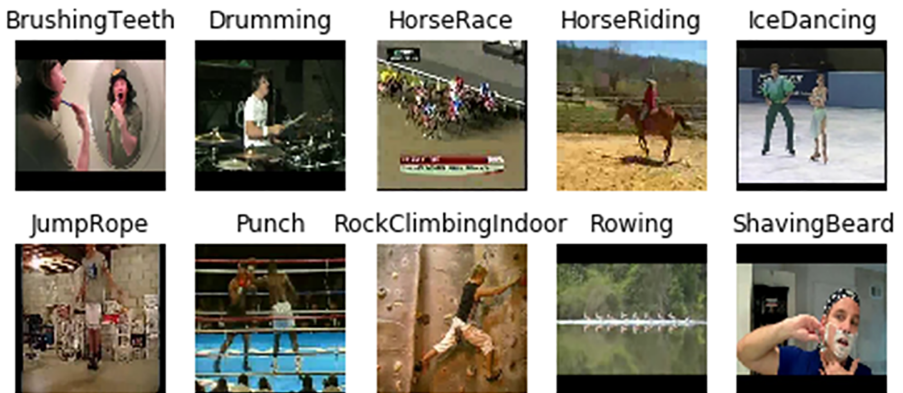 BrushingTeeth
Drumming
HorseRace
HorseRiding
IceDancing
JumpRope
Punch
RockClimbingIndoor
Rowing
ShavingBeard